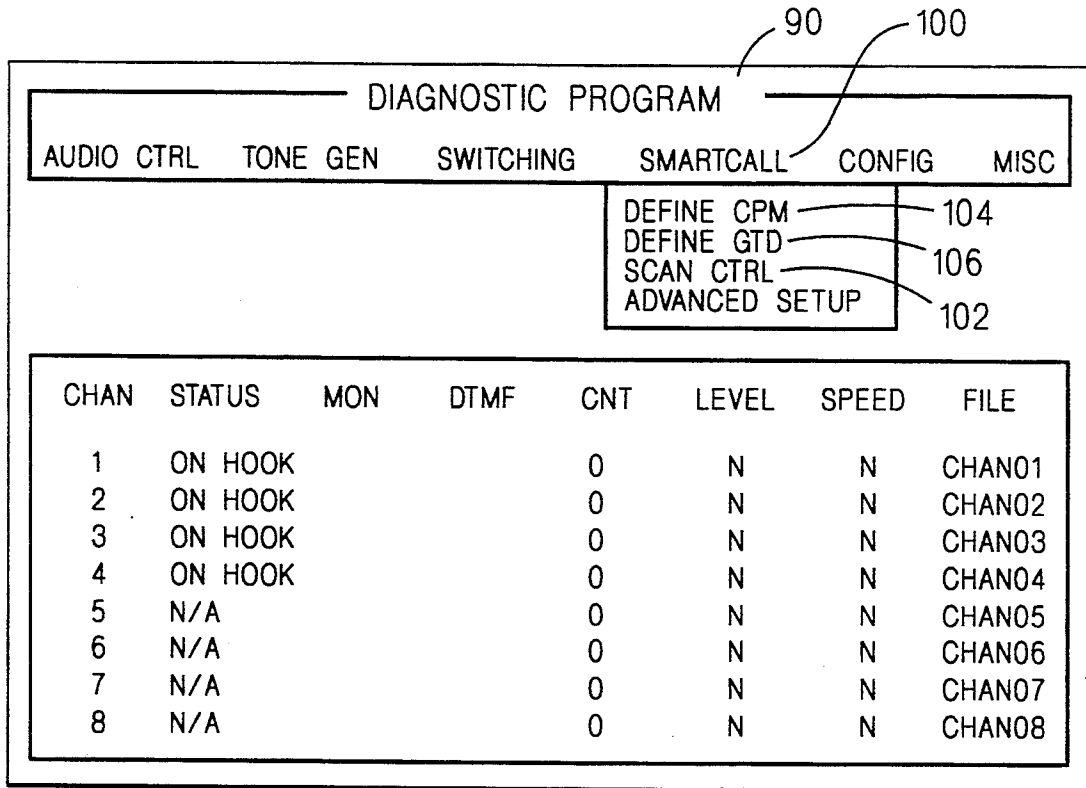 90 100
DIAGNOSTIC PROGRAM
AUDIO CTRL TONE GEN SWITCHING SMARTCALL CONFIG MISC
DEFINE CPM 104
DEFINE GTD 106
SCAN CTRL 102
ADVANCED SETUP
CHAN STATUS MON DTMF CNT LEVEL SPEED FILE
1 ON HOOK 0 N N CHAN01
2 ON HOOK 0 N N CHAN02
3 ON HOOK 0 N N CHAN03
4 ON HOOK 0 N N CHAN04
5 N/A 0 N N CHAN05
6 N/A 0 N N CHAN06
7 N/A 0 N N CHAN07
8 N/A 0 N N CHAN08